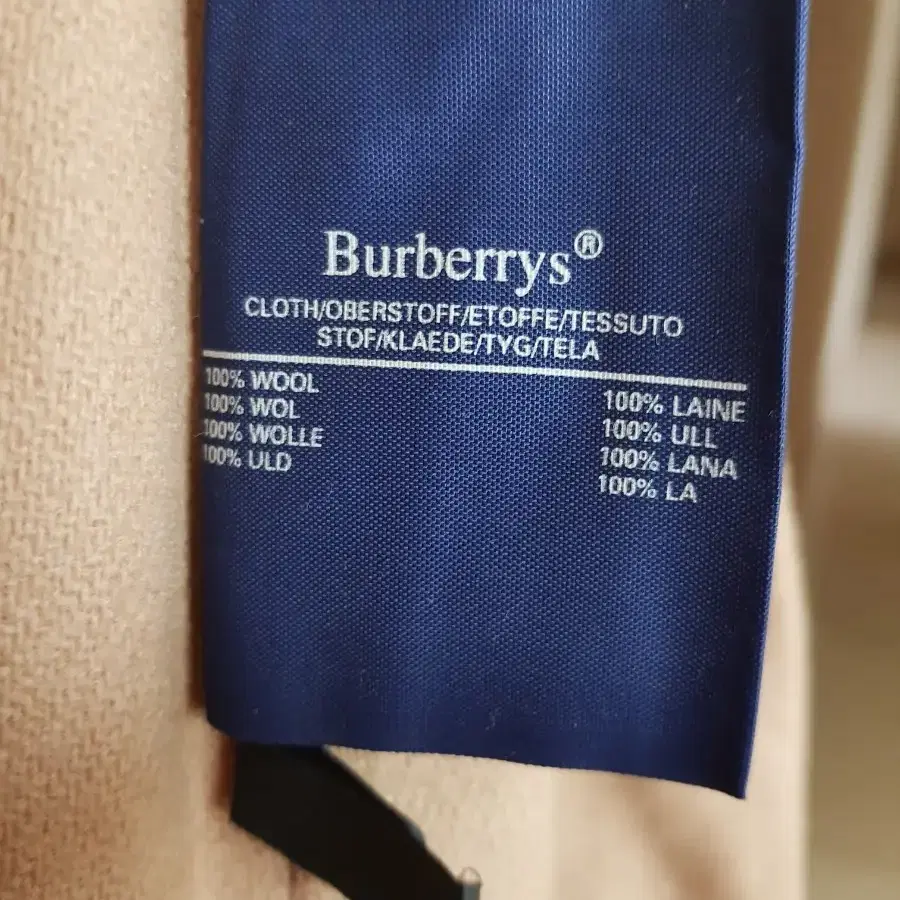 Burberrys®
CLOTH/OBERSTOFF/ETOFFE/TESSUTO
STOF/KLAEDE/TYG/TELA
100% WOOL
100% WOL
100% WOLLE
100% ULD
100% LAINE
100% ULL
100% LANA
100% LA